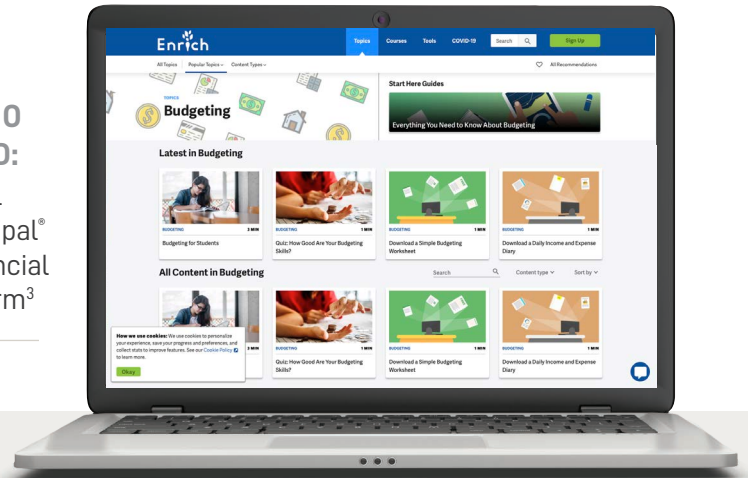 O
O:
pal®
ncial
rm³
Enrich
Topics Courses Tools COVID-19 Search Sign Up
All Topics Popular Topics Content Types All Recommendations
TOPICS
Budgeting
Start Here Guides
Everything You Need to Know About Budgeting
Latest in Budgeting
BUDGETING 3 MIN
Budgeting for Students
BUDGETING 1 MIN
Quiz: How Good Are Your Budgeting
Skills?
BUDGETING 1 MIN
Download a Simple Budgeting
Worksheet
BUDGETING 1 MIN
Download a Daily Income and Expense
Diary
All Content in Budgeting Search Content type Sort by
How we use cookies: We use cookies to personalize
your experience, save your progress and preferences, and
collect stats to improve features. See our Cookie Policy
to learn more.
Okay
1 MIN
Quiz: How Good Are Your Budgeting
Skills?
BUDGETING 1 MIN
Download a Simple Budgeting
Worksheet
BUDGETING 1 MIN
Download a Daily Income and Expense
Diary